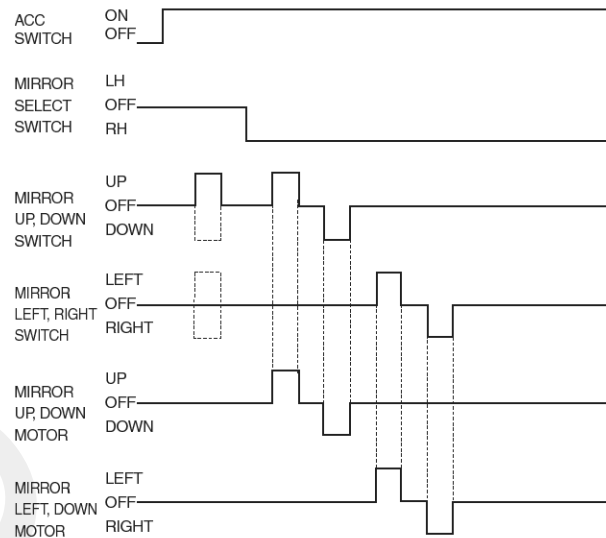 ACC
SWITCH
ON
OFF
MIRROR
SELECT
SWITCH
LH
OFF
RH
MIRROR
UP, DOWN
SWITCH
UP
OFF
DOWN
MIRROR
LEFT, RIGHT
SWITCH
LEFT
OFF
RIGHT
MIRROR
UP, DOWN
MOTOR
UP
OFF
DOWN
MIRROR
LEFT, DOWN
MOTOR
LEFT
OFF
RIGHT